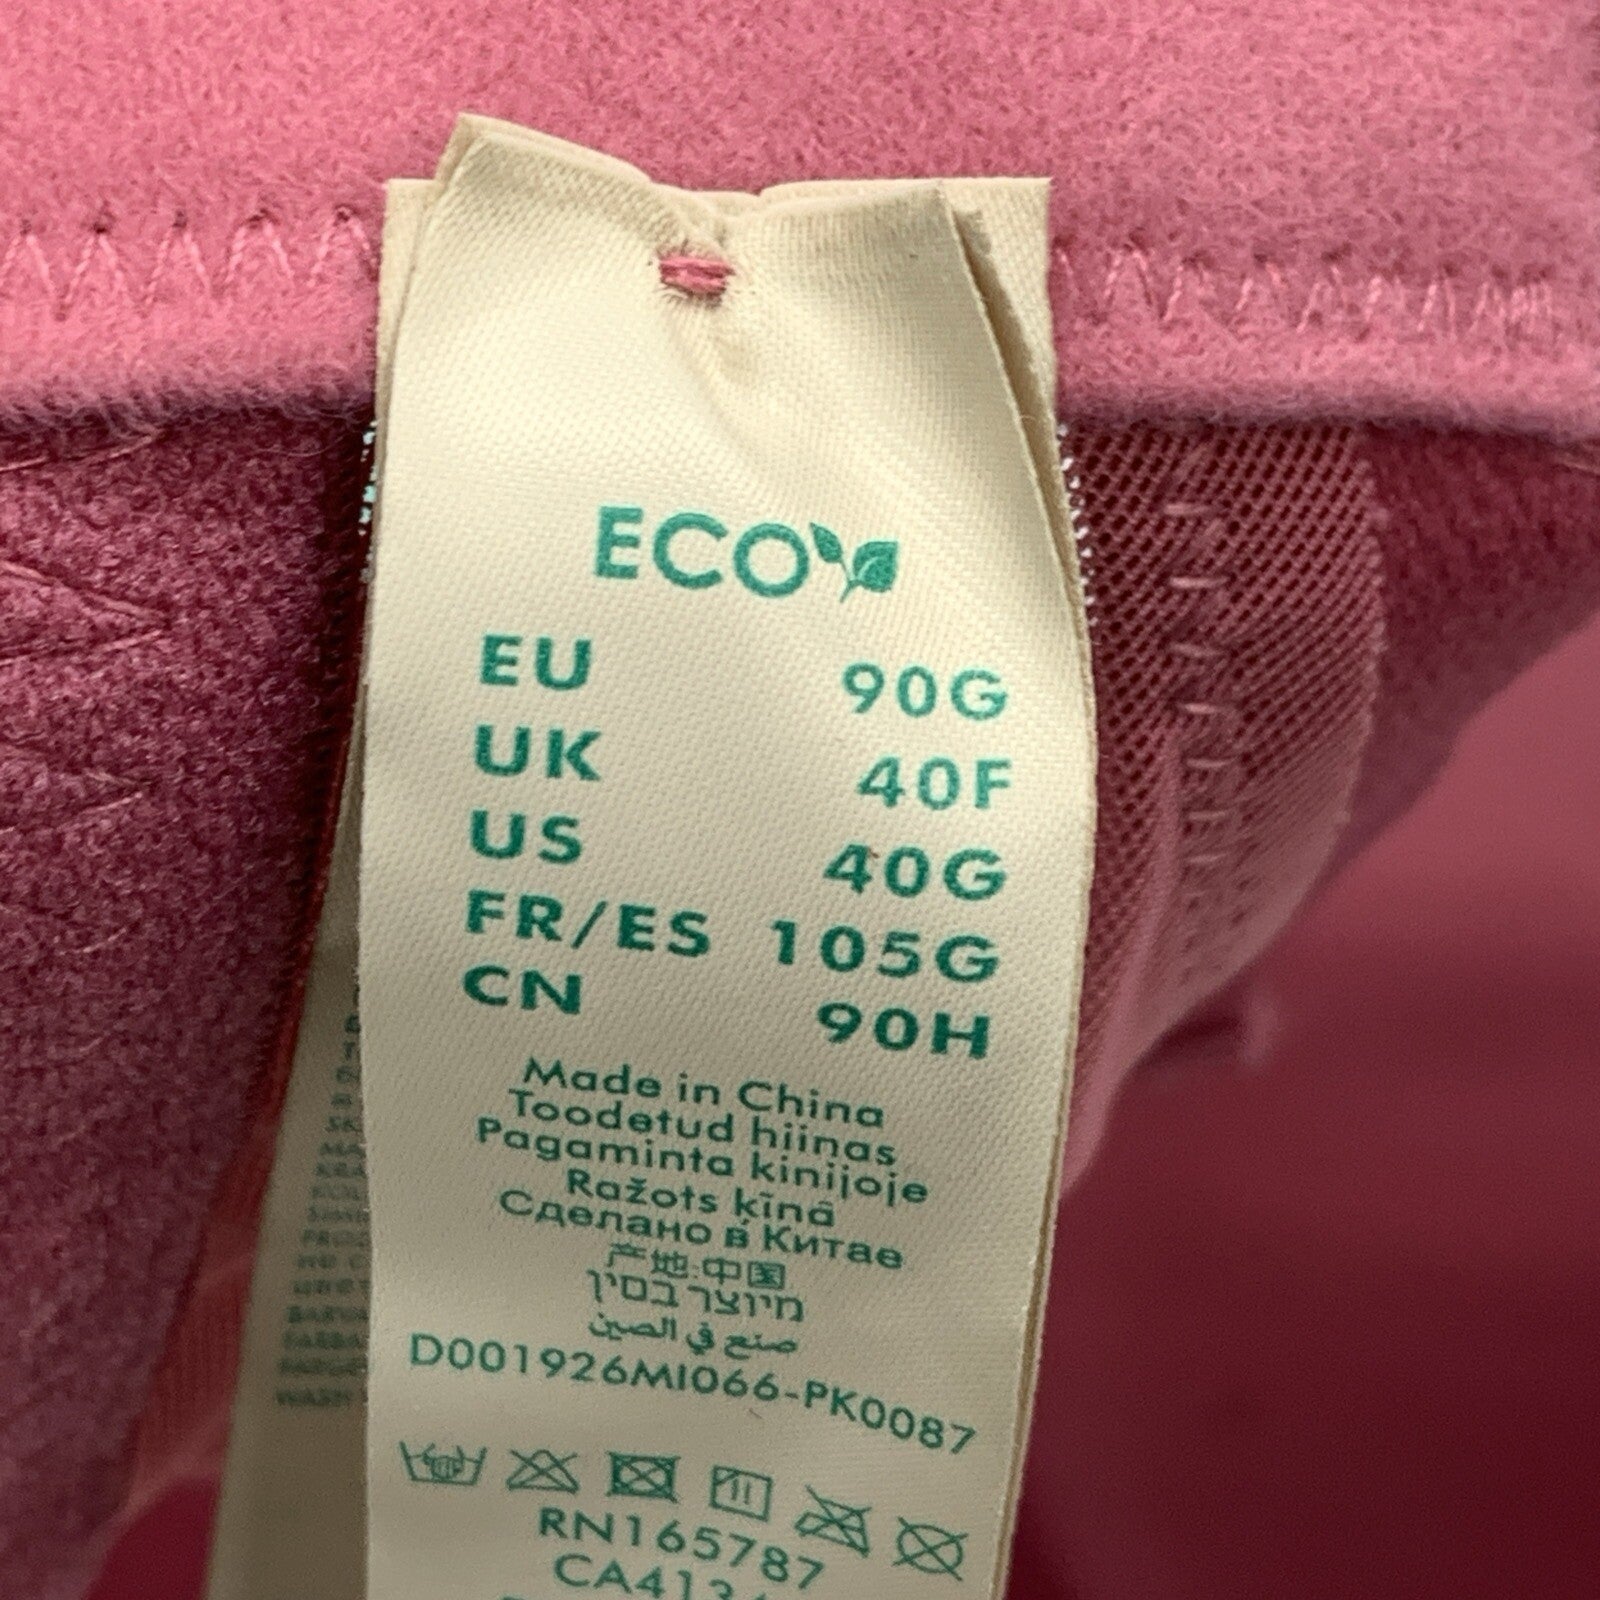 ECO
EU 90G
UK 40F
US 40G
FR/ES 105G
CN 90H
Made in China
Toodetud hiinas
Pagaminta kinijoje
Ražots ķīnā
Сделано в Китае
产地:中国
מיוצר בסין
صنع في الصين
D001926MI066-PK0087
RN165787